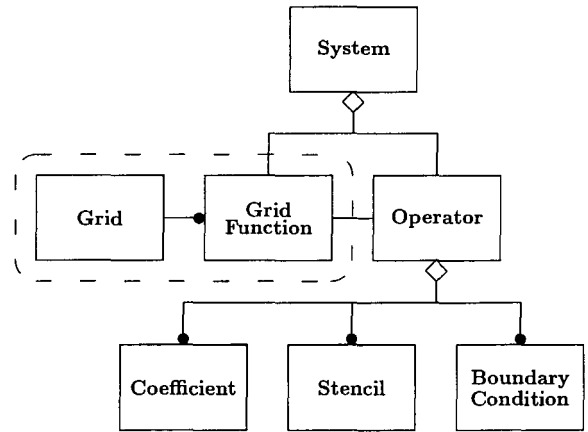 System
Grid
Grid
Function
Operator
Coefficient
Stencil
Boundary
Condition